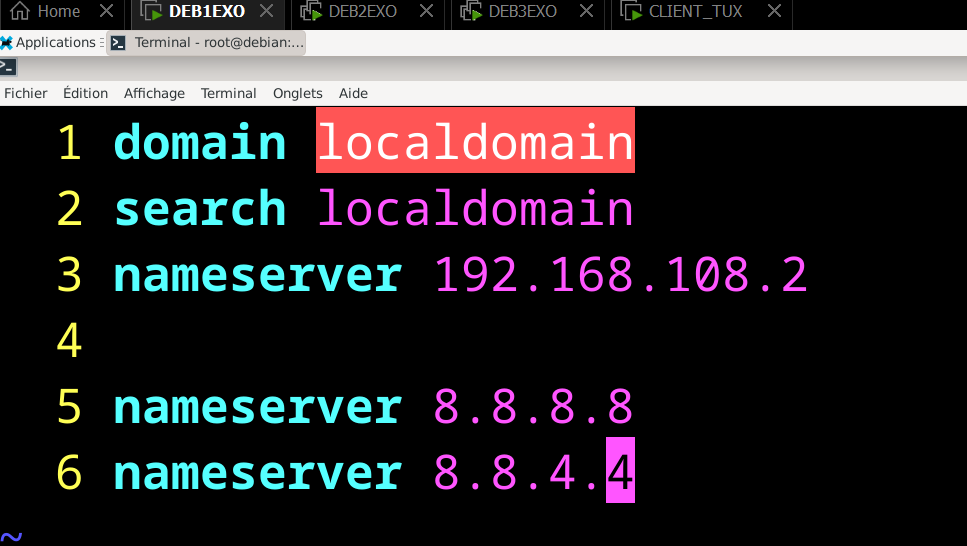 Home DEB1EXO DEB2EXO DEB3EXO CLIENT_TUX
Applications Terminal - root@debian:...
Fichier Édition Affichage Terminal Onglets Aide
1 domain localdomain
2 search localdomain
3 nameserver 192.168.108.2
4
5 nameserver 8.8.8.8
6 nameserver 8.8.4.4
~